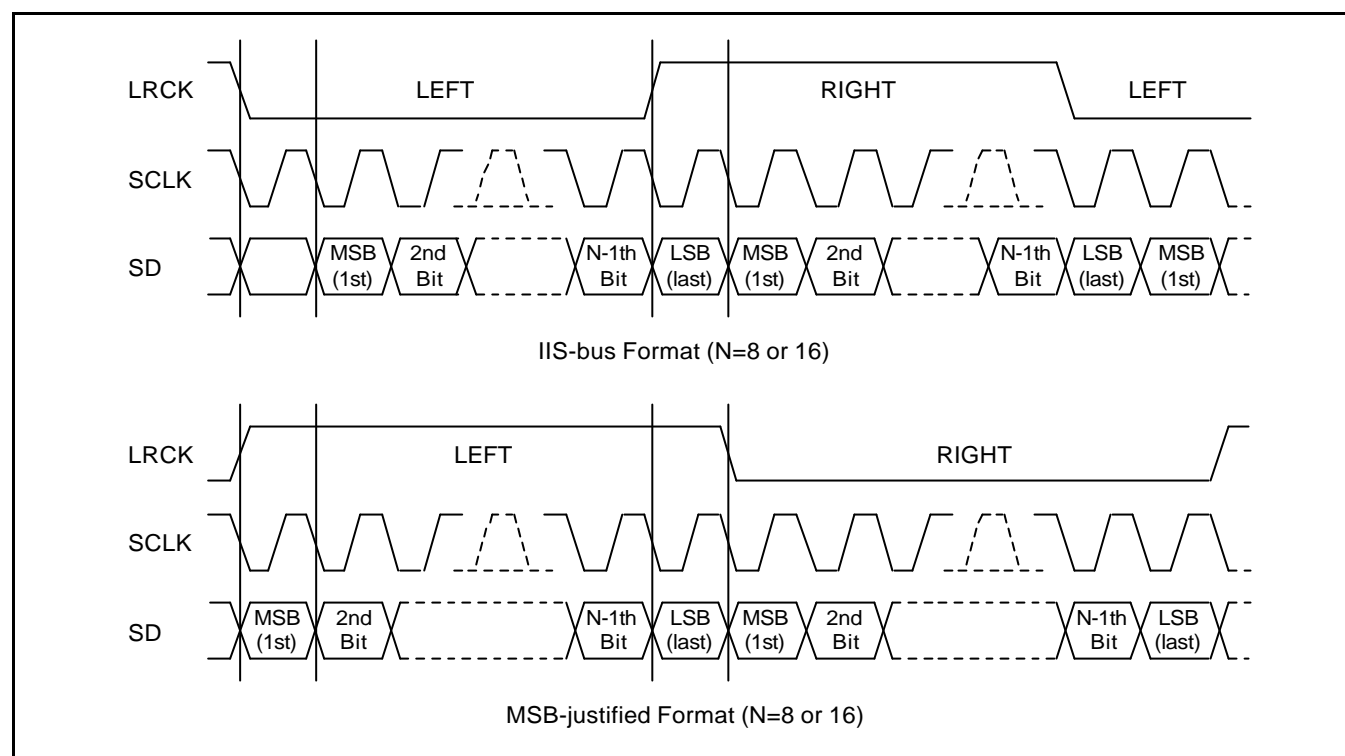 LRCK LEFT RIGHT LEFT
SCLK
SD MSB (1st) 2nd Bit N-1th Bit LSB (last) MSB (1st) 2nd Bit N-1th Bit LSB (last) MSB (1st)
IIS-bus Format (N=8 or 16)
LRCK LEFT RIGHT
SCLK
SD MSB (1st) 2nd Bit N-1th Bit LSB (last) MSB (1st) 2nd Bit N-1th Bit LSB (last)
MSB-justified Format (N=8 or 16)